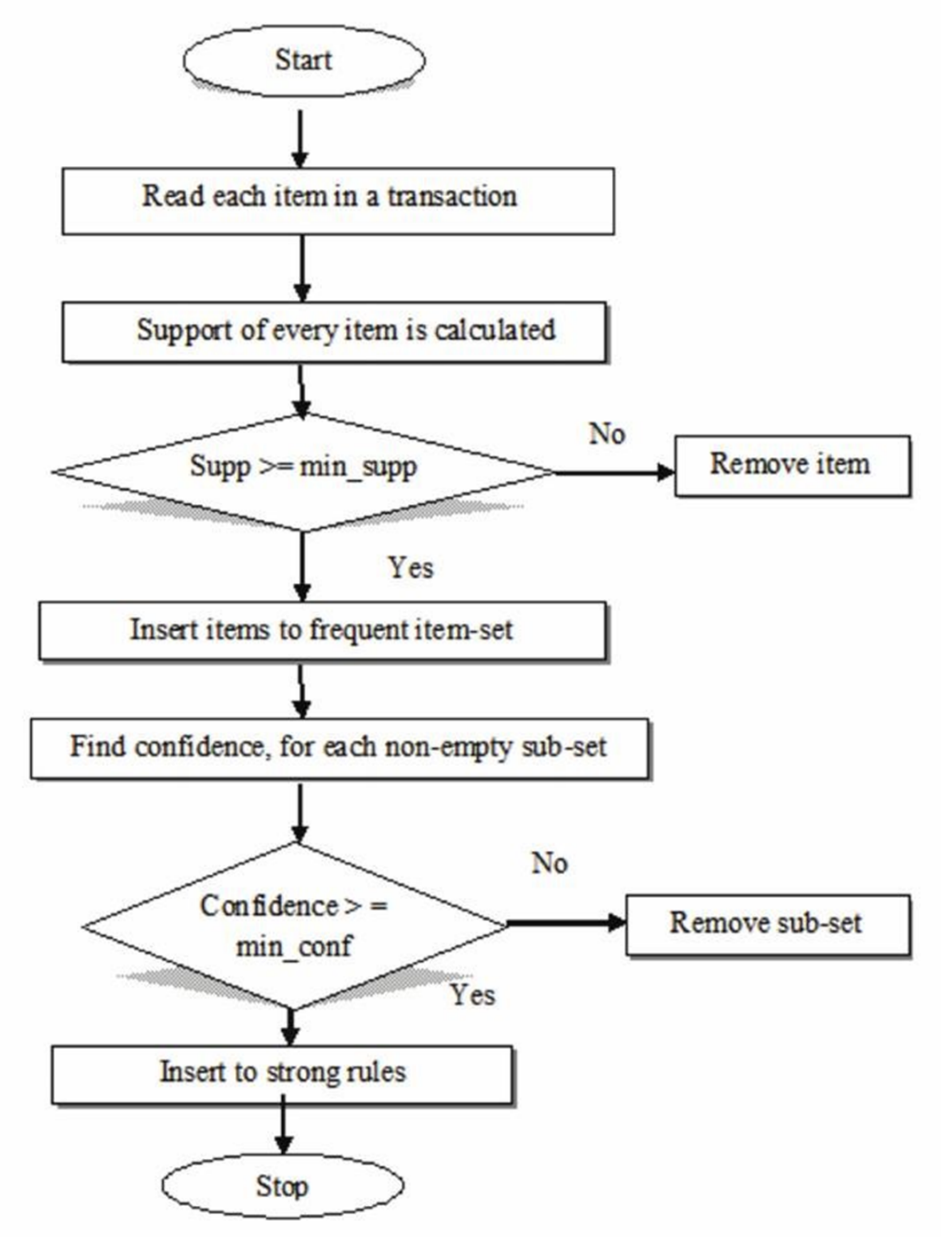 Start
Read each item in a transaction
Support of every item is calculated
Supp >= min_supp
No
Remove item
Yes
Insert items to frequent item-set
Find confidence, for each non-empty sub-set
Confidence > =
min_conf
No
Remove sub-set
Yes
Insert to strong rules
Stop